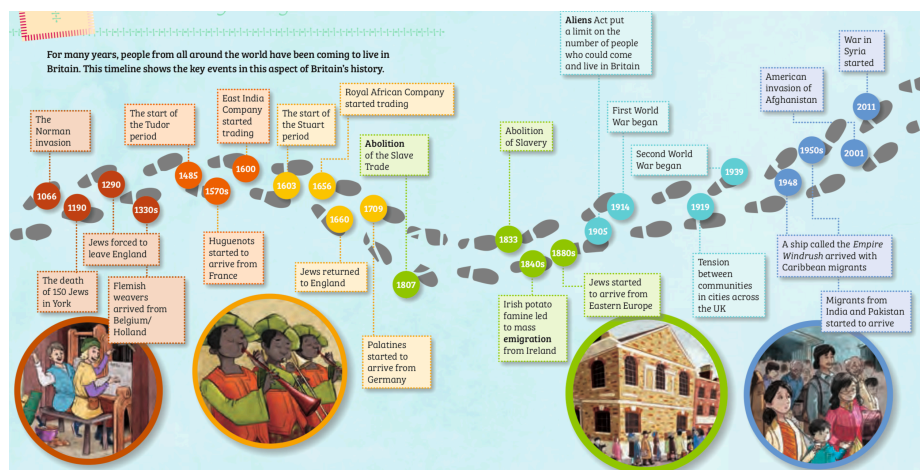 For many years, people from all around the world have been coming to live in
Britain. This timeline shows the key events in this aspect of Britain's history.
The
Norman
invasion
1066
1190
The death
of 150 Jews
in York
1290
Jews forced to
leave England
1330s
Flemish
weavers
arrived from
Belgium/
Holland
The start of
the Tudor
period
1485
1570s
Huguenots
started to
arrive from
France
East India
Company
started
trading
1600
The start of
the Stuart
period
1603
Royal African Company
started trading
1656
1660
Jews returned
to England
1709
Palatines
started to
arrive from
Germany
Abolition
of the Slave
Trade
1807
Abolition
of Slavery
1833
1840s
Irish potato
famine led to
mass
emigration
from Ireland
1880s
Jews started
to arrive from
Eastern Europe
Aliens Act put
a limit on the
number of people
who could come
and live in Britain
1905
First World
War began
1914
1919
Tension
between
communities
in cities across
the UK
Second World
War began
1939
1948
A ship called the Empire
Windrush arrived with
Caribbean migrants
1950s
Migrants from
India and Pakistan
started to arrive
American
invasion of
Afghanistan
2001
War in
Syria
started
2011